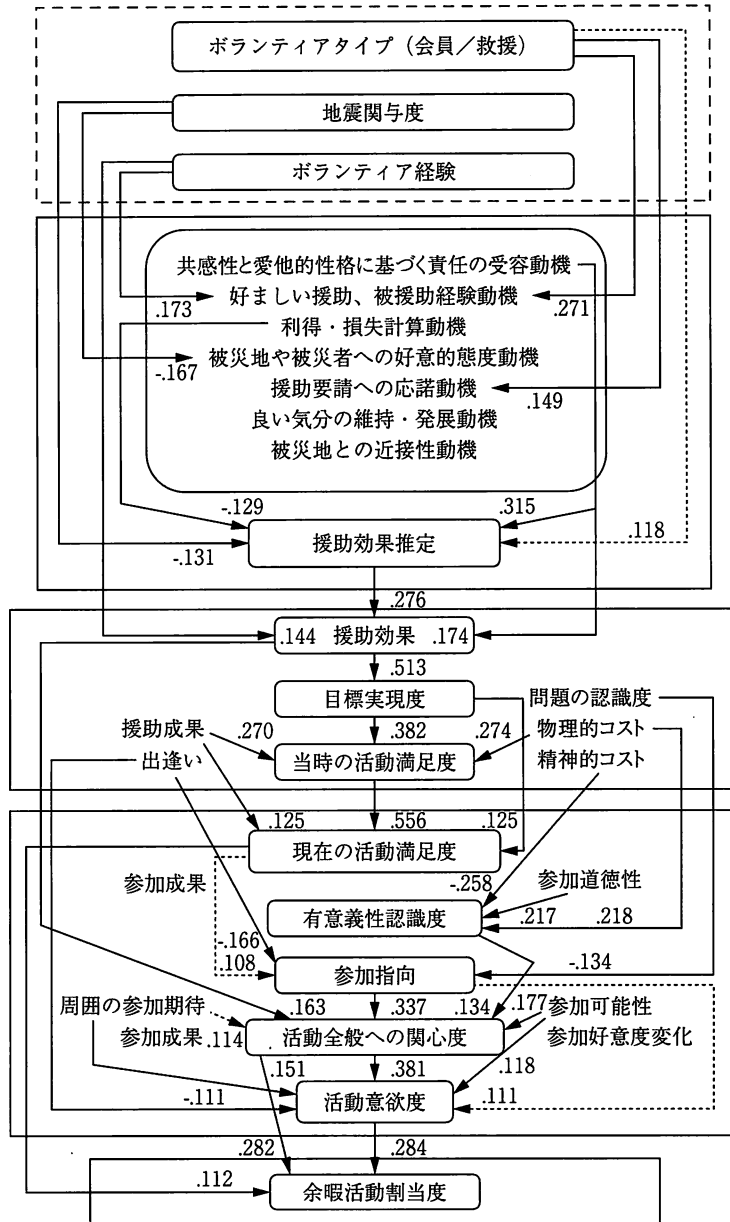 ボランティアタイプ（会員／救援）
地震関与度
ボランティア経験
共感性と愛他的性格に基づく責任の受容動機
好ましい援助、被援助経験動機
.173
.271
利得・損失計算動機
被災地や被災者への好意的態度動機
-.167
援助要請への応諾動機
.149
良い気分の維持・発展動機
被災地との近接性動機
-.129
.315
援助効果推定
.118
-.131
.276
.144 援助効果 .174
.513
目標実現度
問題の認識度
援助成果
.270
.382
.274
物理的コスト
出逢い
当時の活動満足度
精神的コスト
.125
.556
.125
現在の活動満足度
参加成果
-.258
参加道徳性
有意義性認識度
.217
.218
-.166
.108
参加指向
-.134
周囲の参加期待
.163
.337
.134
.177
参加可能性
参加成果
.114
活動全般への関心度
参加好意度変化
.151
.381
.118
-.111
活動意欲度
.111
.282
.284
.112
余暇活動割当度